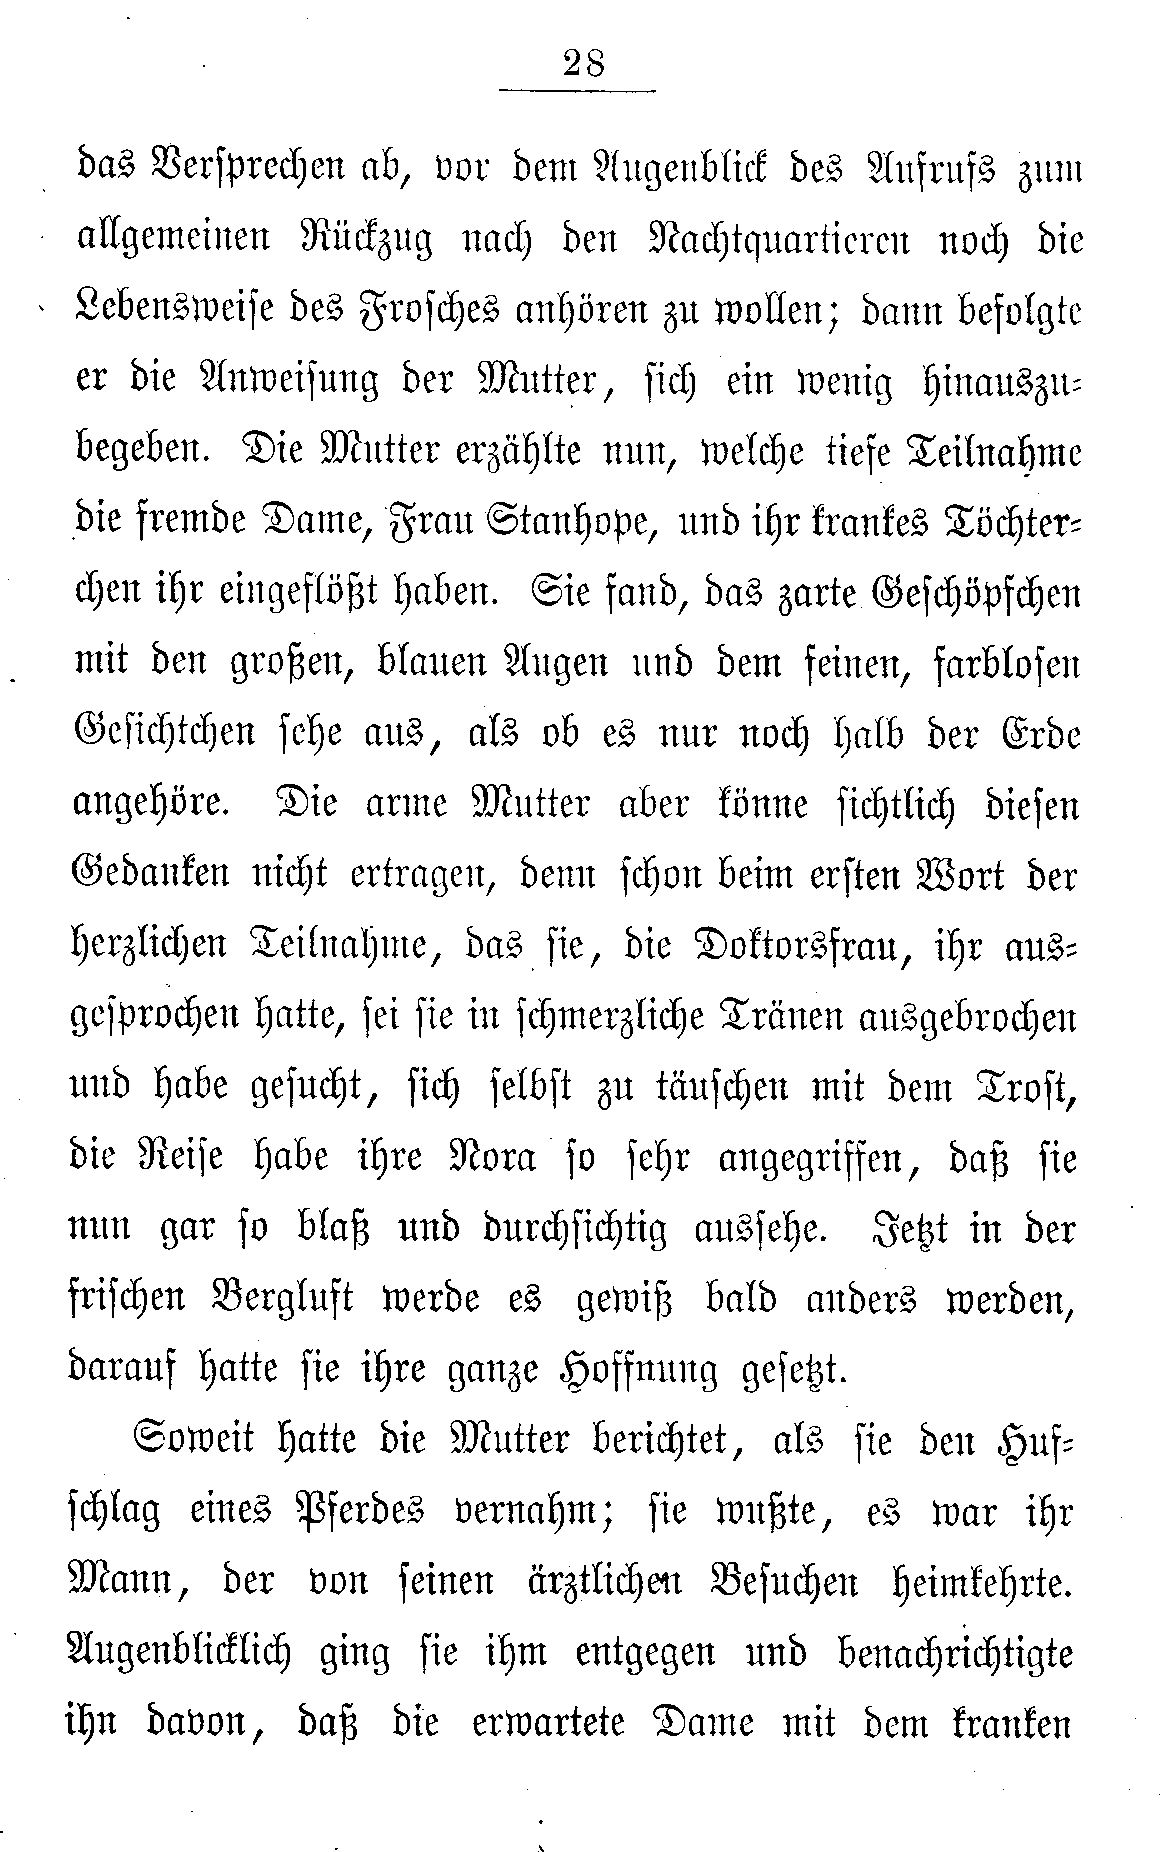 28
das Verſprechen ab, vor dem Augenblick des Aufrufs zum
allgemeinen Rückzug nach den Nachtquartieren noch die
Lebensweiſe des Froſches anhören zu wollen; dann befolgte
er die Anweiſung der Mutter, ſich ein wenig hinauszu⸗
begeben. Die Mutter erzählte nun, welche tiefe Teilnahme
die fremde Dame, Frau Stanhope, und ihr krankes Töchter⸗
chen ihr eingeflößt haben. Sie fand, das zarte Geſchöpfchen
mit den großen, blauen Augen und dem feinen, farbloſen
Geſichtchen ſehe aus, als ob es nur noch halb der Erde
angehöre. Die arme Mutter aber könne ſichtlich dieſen
Gedanken nicht ertragen, denn ſchon beim erſten Wort der
herzlichen Teilnahme, das ſie, die Doktorsfrau, ihr aus⸗
geſprochen hatte, ſei ſie in ſchmerzliche Tränen ausgebrochen
und habe geſucht, ſich ſelbſt zu täuſchen mit dem Troſt,
die Reiſe habe ihre Nora ſo ſehr angegriffen, daß ſie
nun gar ſo blaß und durchſichtig ausſehe. Jetzt in der
friſchen Bergluft werde es gewiß bald anders werden,
darauf hatte ſie ihre ganze Hoffnung geſetzt.
Soweit hatte die Mutter berichtet, als ſie den Huf⸗
ſchlag eines Pferdes vernahm; ſie wußte, es war ihr
Mann, der von ſeinen ärztlichen Beſuchen heimkehrte.
Augenblicklich ging ſie ihm entgegen und benachrichtigte
ihn davon, daß die erwartete Dame mit dem kranken